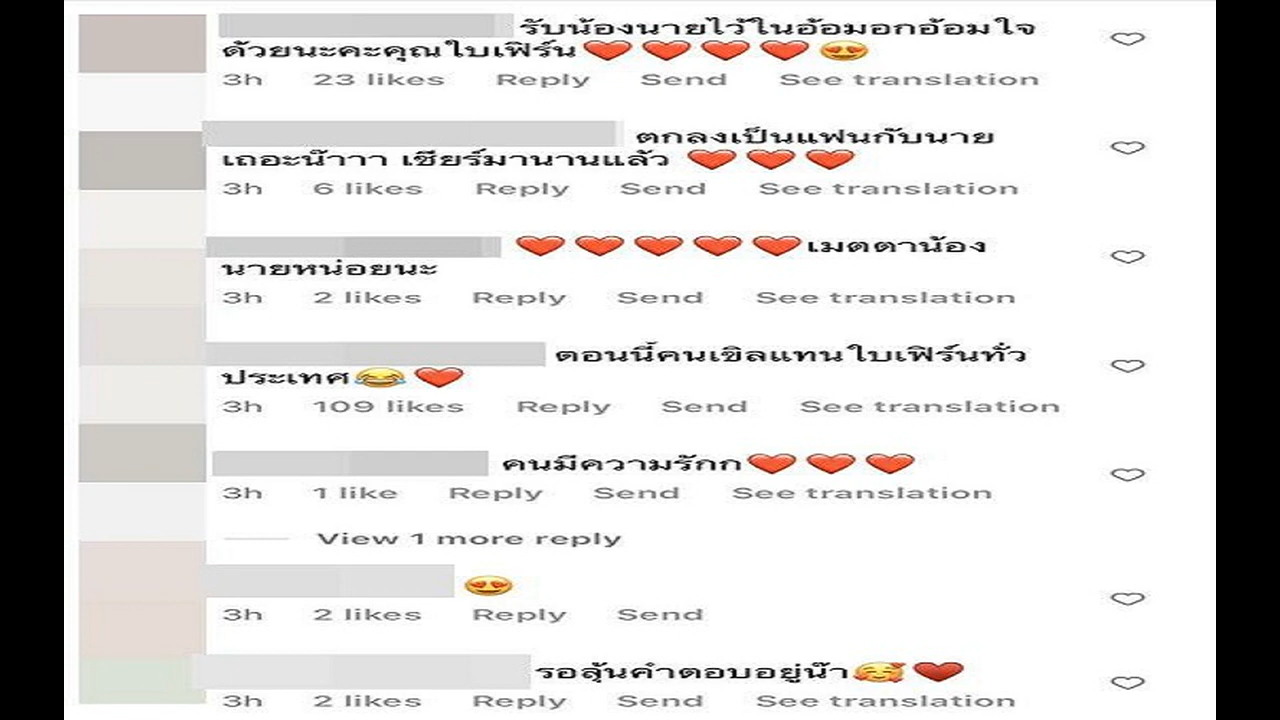 รับน้องนายไว้ในอ้อมอกอ้อมใจ
ด้วยนะคะคุณใบเฟิร์น❤️❤️❤️❤️😍
3h 23 likes Reply Send See translation
ตกลงเป็นแฟนกับนาย
เถอะน๊าาา เชียร์มานานแล้ว ❤️❤️❤️
3h 6 likes Reply Send See translation
❤️❤️❤️❤️❤️เมตตาน้อง
นายหน่อยนะ
3h 2 likes Reply Send See translation
ตอนนี้คนเขิลแทนใบเฟิร์นทั่ว
ประเทศ😂❤️
3h 109 likes Reply Send See translation
คนมีความรักก❤️❤️❤️
3h 1 like Reply Send See translation
View 1 more reply
😍
3h 2 likes Reply Send
รอลุ้นคำตอบอยู่น๊า🥰❤️
3h 2 likes Reply Send See translation